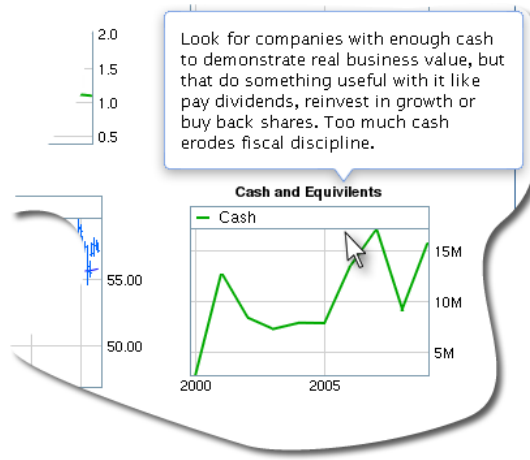 2.0
1.5
1.0
0.5
Look for companies with enough cash
to demonstrate real business value, but
that do something useful with it like
pay dividends, reinvest in growth or
buy back shares. Too much cash
erodes fiscal discipline.
Cash and Equivilents
Cash
15M
10M
5M
2000
2005
55.00
50.00